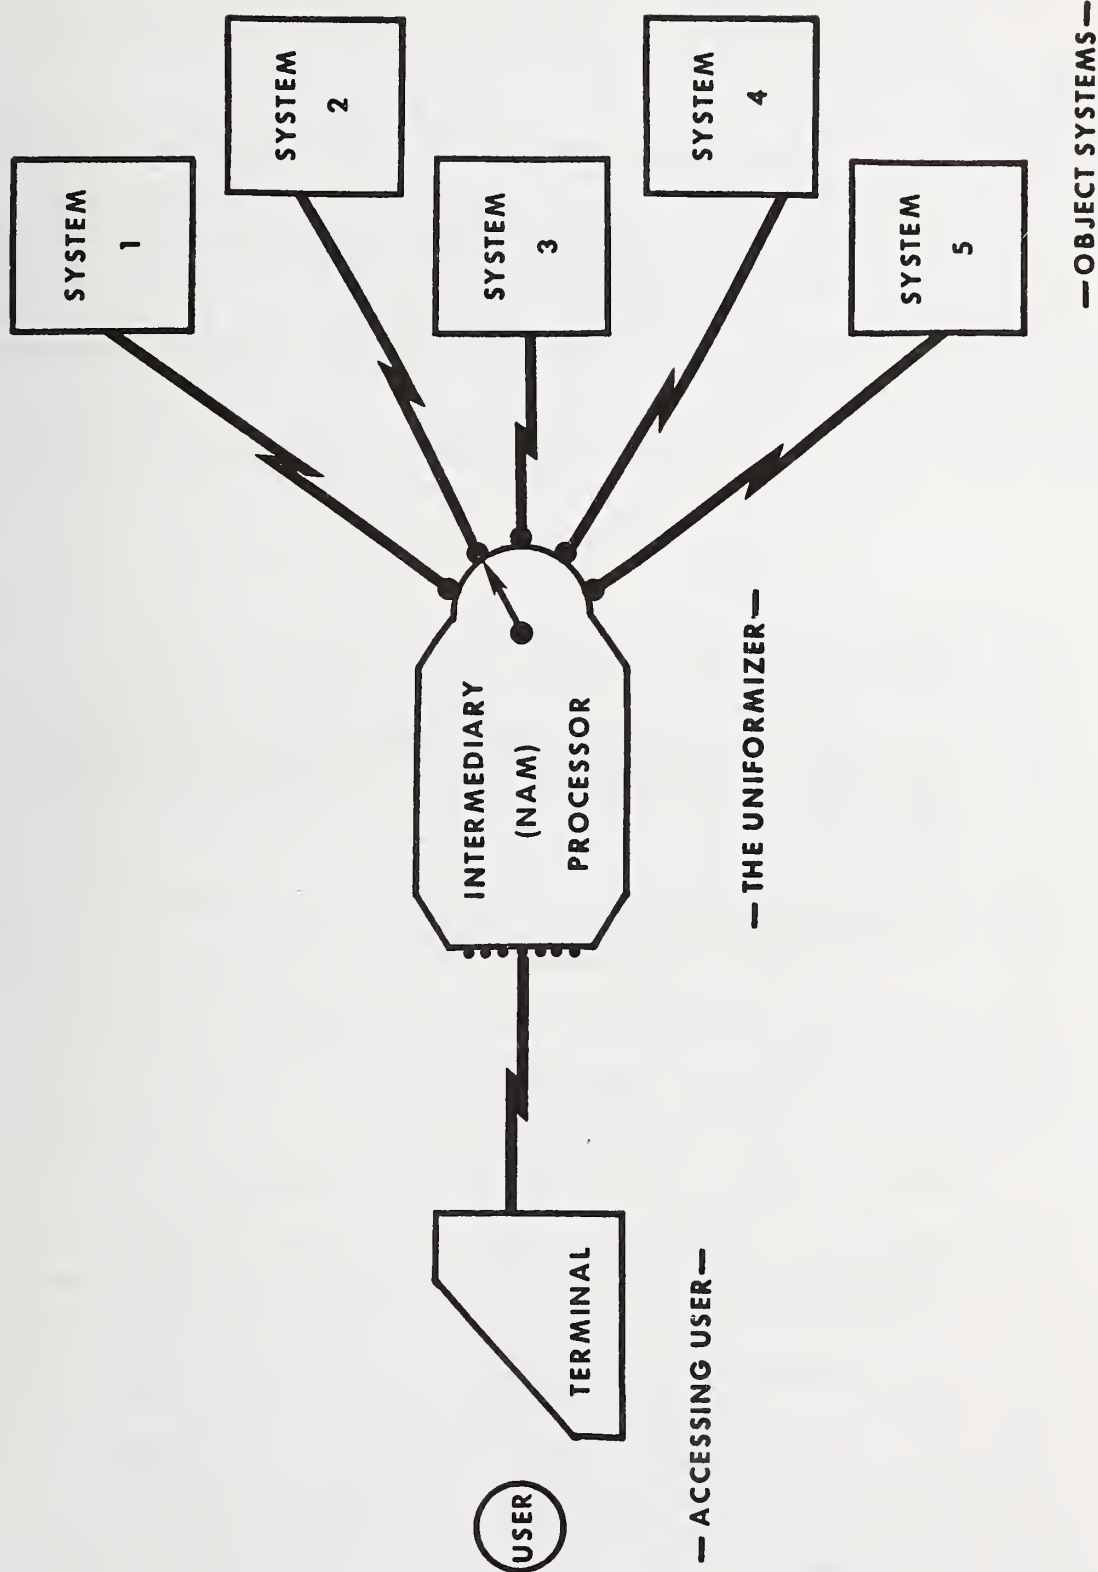 USER
TERMINAL
— ACCESSING USER —
INTERMEDIARY
(NAM)
PROCESSOR
— THE UNIFORMIZER —
SYSTEM
1
SYSTEM
2
SYSTEM
3
SYSTEM
4
SYSTEM
5
— OBJECT SYSTEMS —